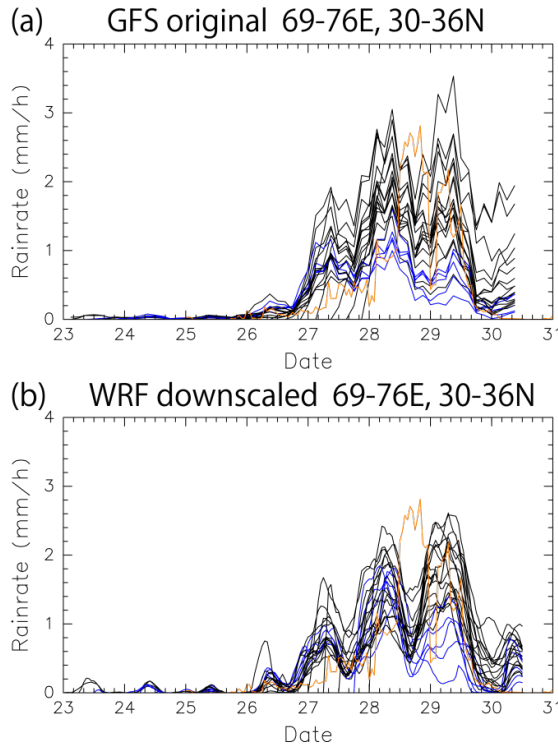 (a) GFS original 69-76E, 30-36N
4
3
2
1
0
Rainrate (mm/h)
23 24 25 26 27 28 29 30 31
Date
(b) WRF downscaled 69-76E, 30-36N
4
3
2
1
0
Rainrate (mm/h)
23 24 25 26 27 28 29 30 31
Date